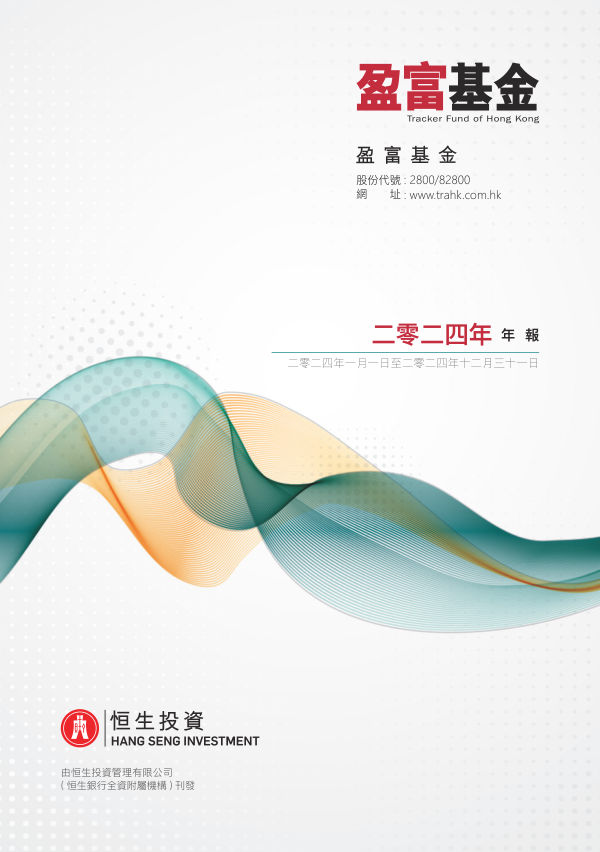 盈富基金
Tracker Fund of Hong Kong
盈富基金
股份代號 : 2800/82800
網 址 : www.trahk.com.hk
二零二四年 年報
二零二四年一月一日至二零二四年十二月三十一日
恒生投資
HANG SENG INVESTMENT
由恒生投資管理有限公司
( 恒生銀行全資附屬機構 ) 刊發